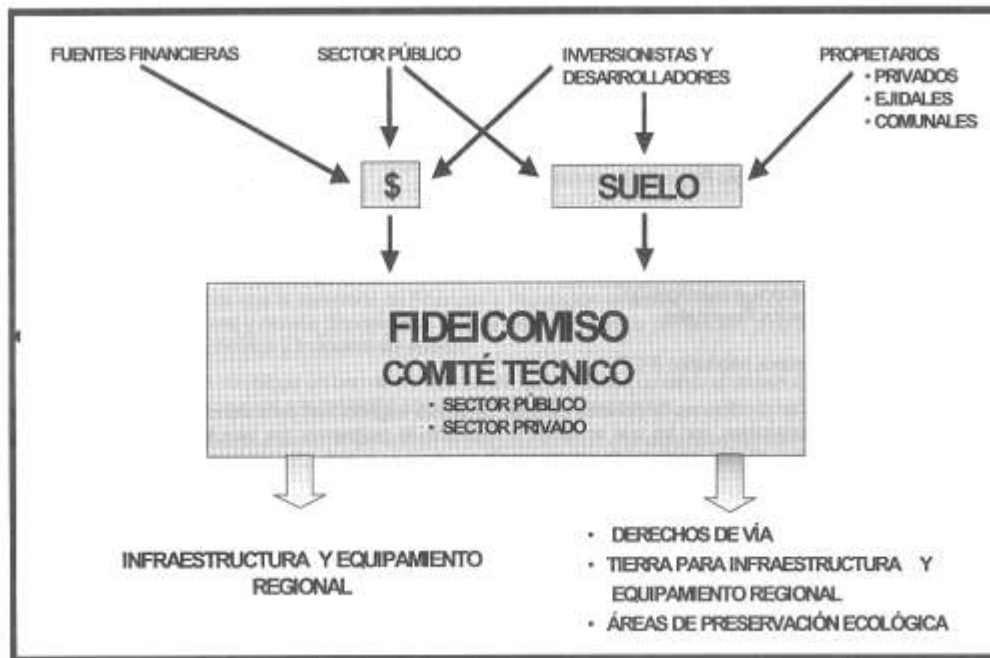 FUENTES FINANCIERAS
SECTOR PÚBLICO
INVERSIONISTAS Y
DESARROLLADORES
PROPIETARIOS
• PRIVADOS
• EJIDALES
• COMUNALES
$
SUELO
FIDEICOMISO
COMITÉ TECNICO
• SECTOR PÚBLICO
• SECTOR PRIVADO
INFRAESTRUCTURA Y EQUIPAMIENTO
REGIONAL
• DERECHOS DE VÍA
• TIERRA PARA INFRAESTRUCTURA Y
EQUIPAMIENTO REGIONAL
• ÁREAS DE PRESERVACIÓN ECOLÓGICA